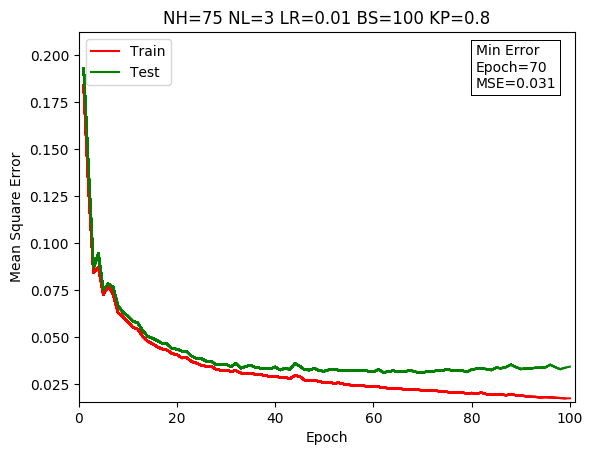 NH=75 NL=3 LR=0.01 BS=100 KP=0.8
Train
Test
Min Error
Epoch=70
MSE=0.031
Mean Square Error
0.200
0.175
0.150
0.125
0.100
0.075
0.050
0.025
0 20 40 60 80 100
Epoch